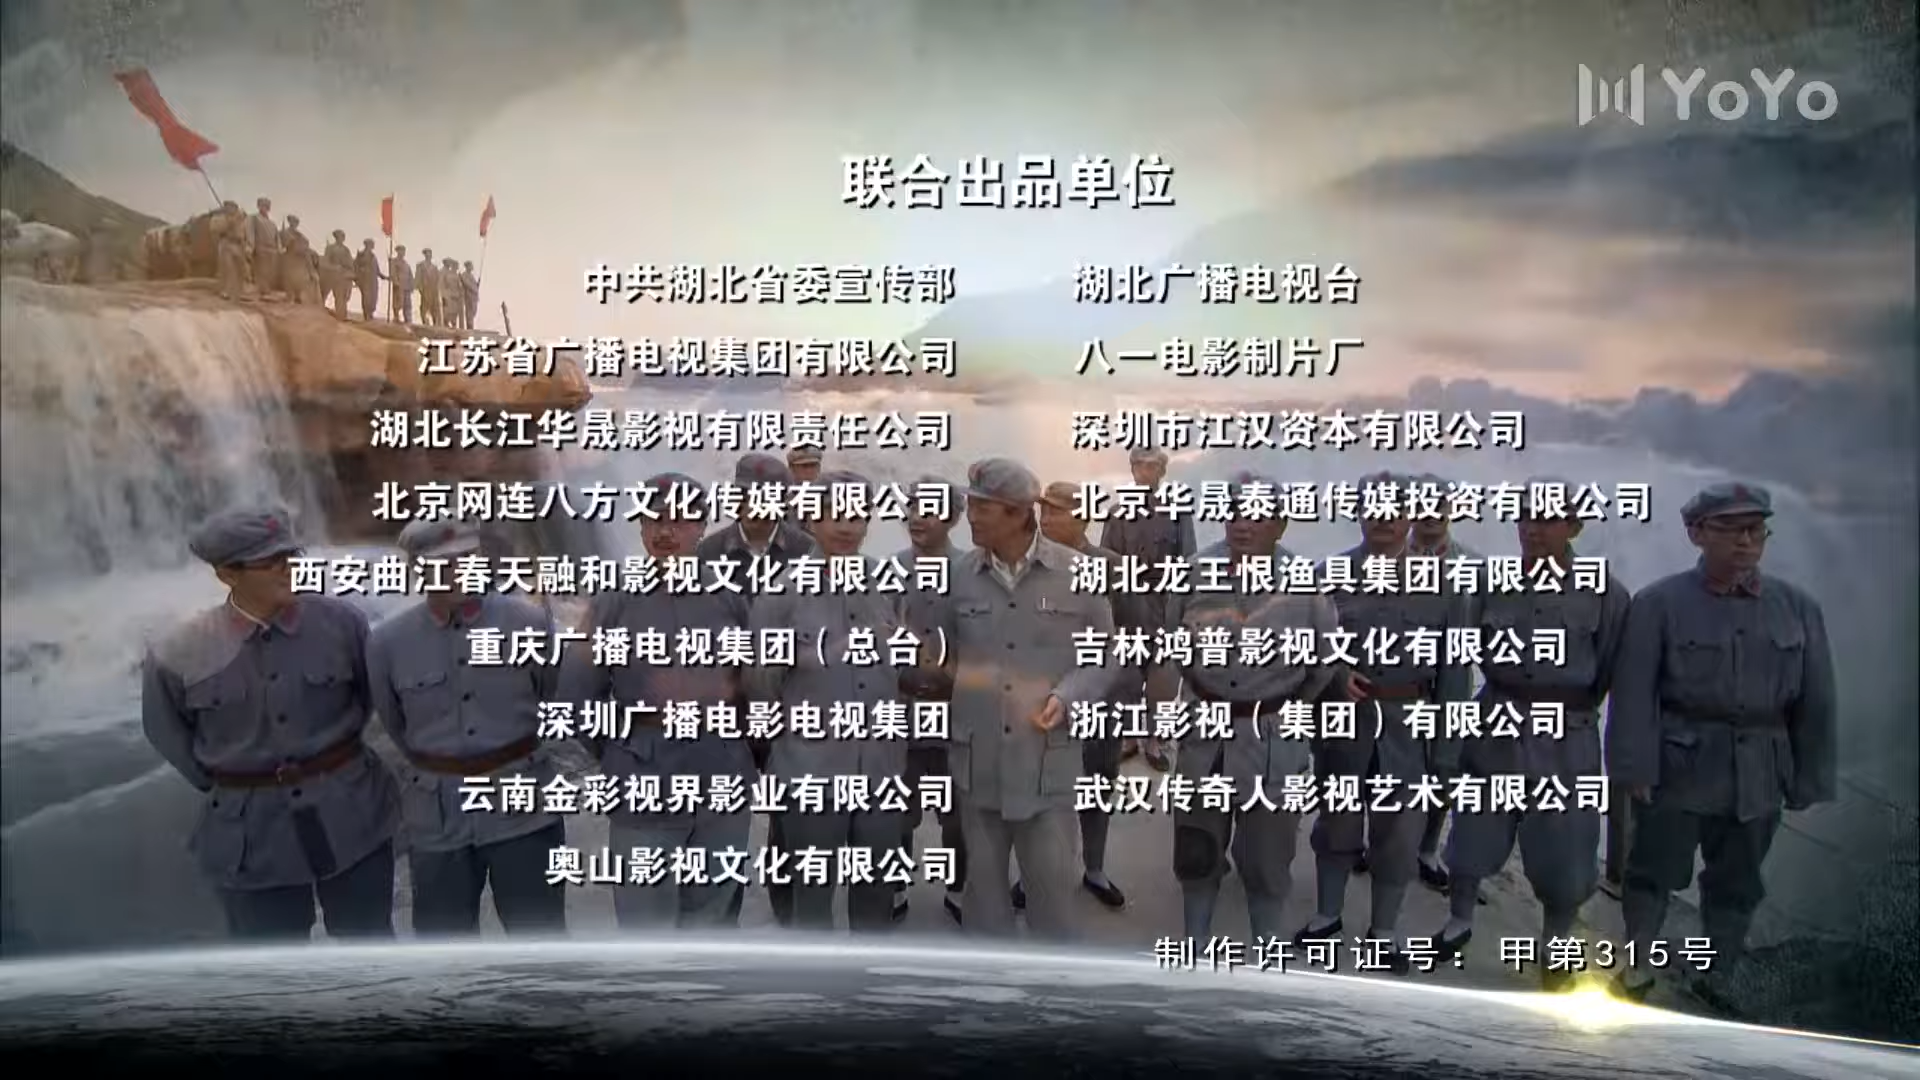 YoYo
联合出品单位
中共湖北省委宣传部 湖北广播电视台
江苏省广播电视集团有限公司 八一电影制片厂
湖北长江华晟影视有限责任公司 深圳市江汉资本有限公司
北京网连八方文化传媒有限公司 北京华晟泰通传媒投资有限公司
西安曲江春天融和影视文化有限公司 湖北龙王恨渔具集团有限公司
重庆广播电视集团（总台） 吉林鸿普影视文化有限公司
深圳广播电影电视集团 浙江影视（集团）有限公司
云南金彩视界影业有限公司 武汉传奇人影视艺术有限公司
奥山影视文化有限公司
制作许可证号：甲第315号